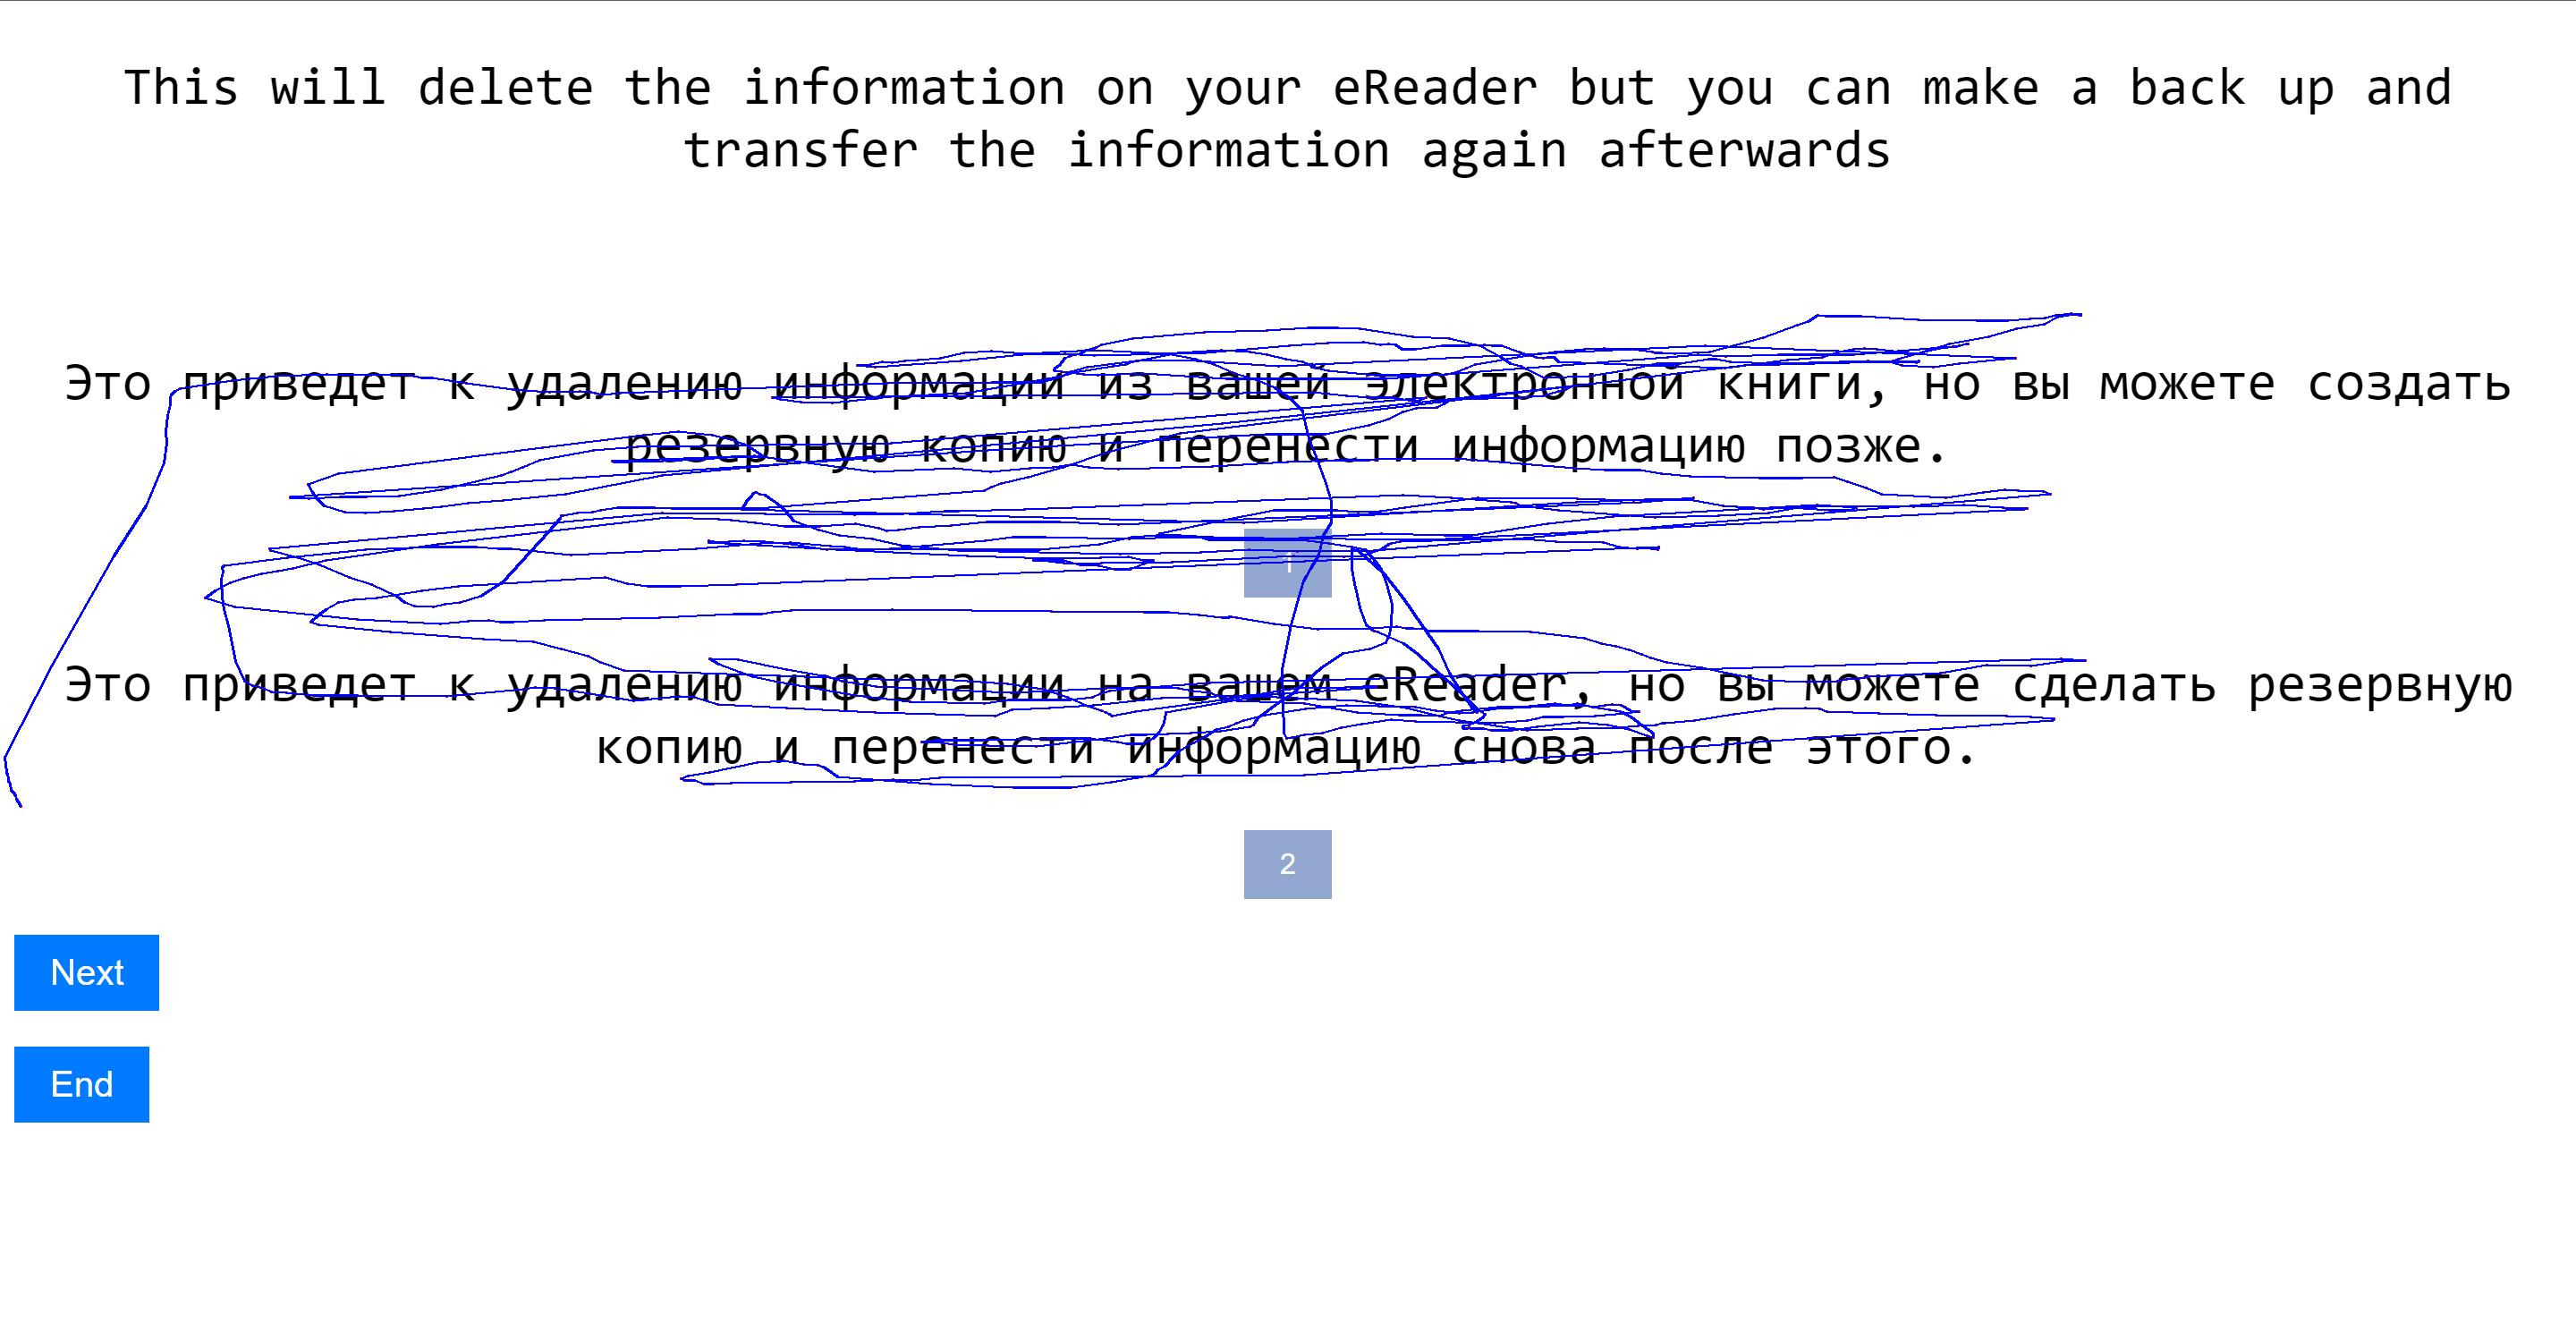 This will delete the information on your eReader but you can make a back up and
transfer the information again afterwards
Это приведет к удалению информации из вашей электронной книги, но вы можете создать
резервную копию и перенести информацию позже.
1
Это приведет к удалению информации на вашем eReader, но вы можете сделать резервную
копию и перенести информацию снова после этого.
2
Next
End